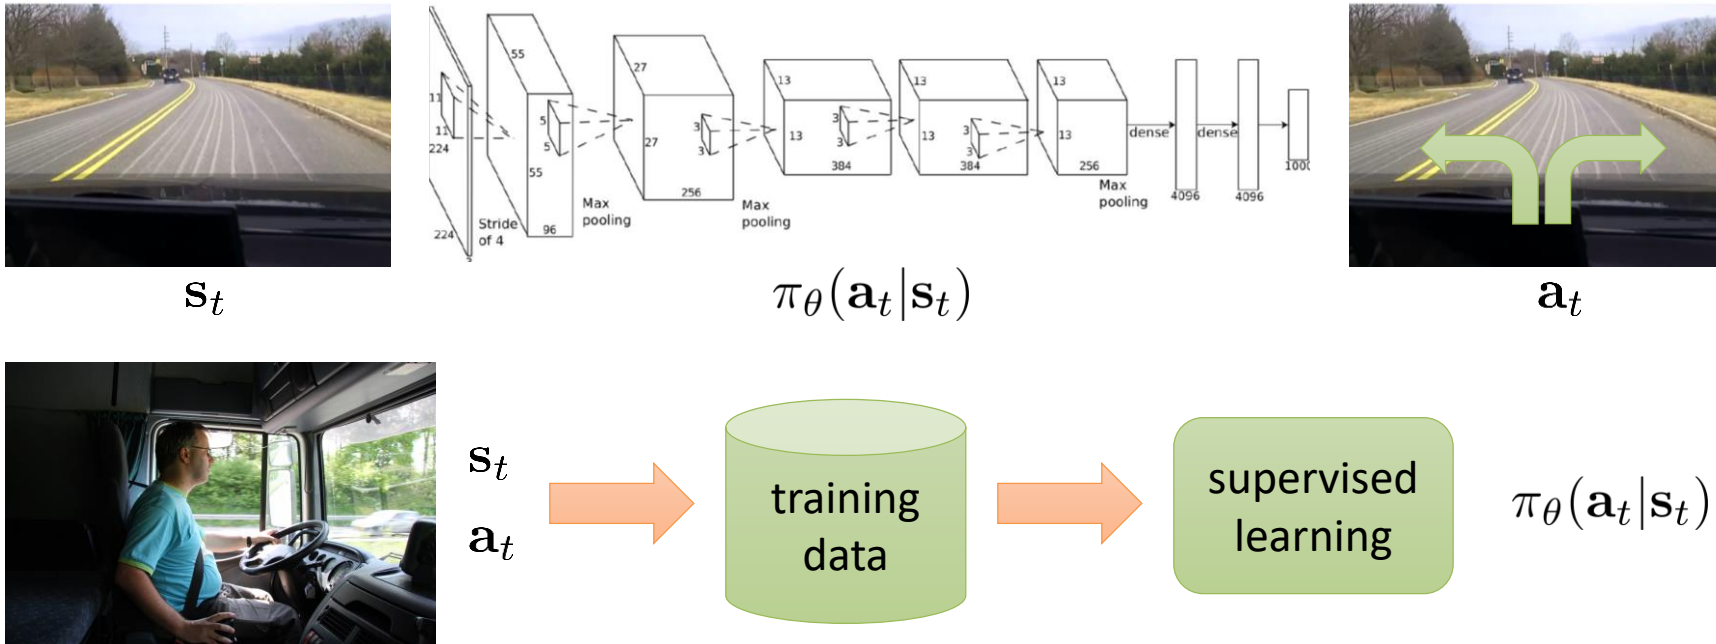 11
11
224
224
3
Stride
of 4
55
55
96
5
5
Max
pooling
27
27
256
3
3
Max
pooling
13
13
384
3
3
13
13
384
3
3
13
13
256
Max
pooling
dense
4096
dense
4096
1000
s_t
π_θ(a_t|s_t)
a_t
s_t
a_t
training
data
supervised
learning
π_θ(a_t|s_t)